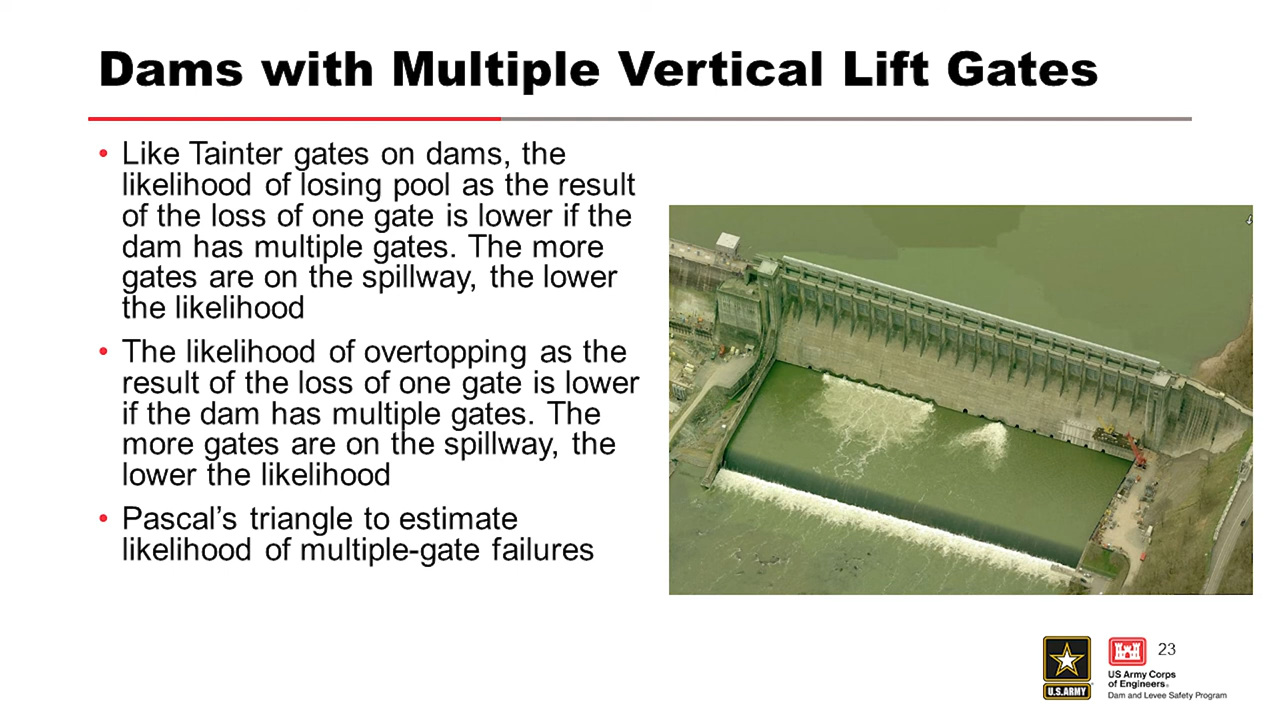 Dams with Multiple Vertical Lift Gates
• Like Tainter gates on dams, the
likelihood of losing pool as the result
of the loss of one gate is lower if the
dam has multiple gates. The more
gates are on the spillway, the lower
the likelihood
• The likelihood of overtopping as the
result of the loss of one gate is lower
if the dam has multiple gates. The
more gates are on the spillway, the
lower the likelihood
• Pascal’s triangle to estimate
likelihood of multiple-gate failures
23
U.S.ARMY
US Army Corps
of Engineers®
Dam and Levee Safety Program